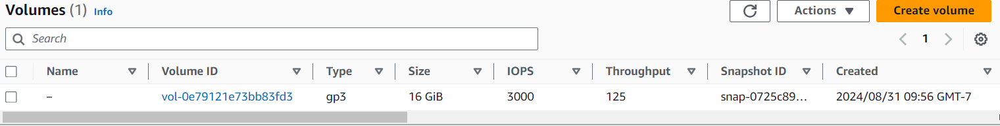 Volumes (1) Info
Actions
Create volume
Search
1
Name Volume ID Type Size IOPS Throughput Snapshot ID Created
– vol-0e79121e73bb83fd3 gp3 16 GiB 3000 125 snap-0725c89... 2024/08/31 09:56 GMT-7